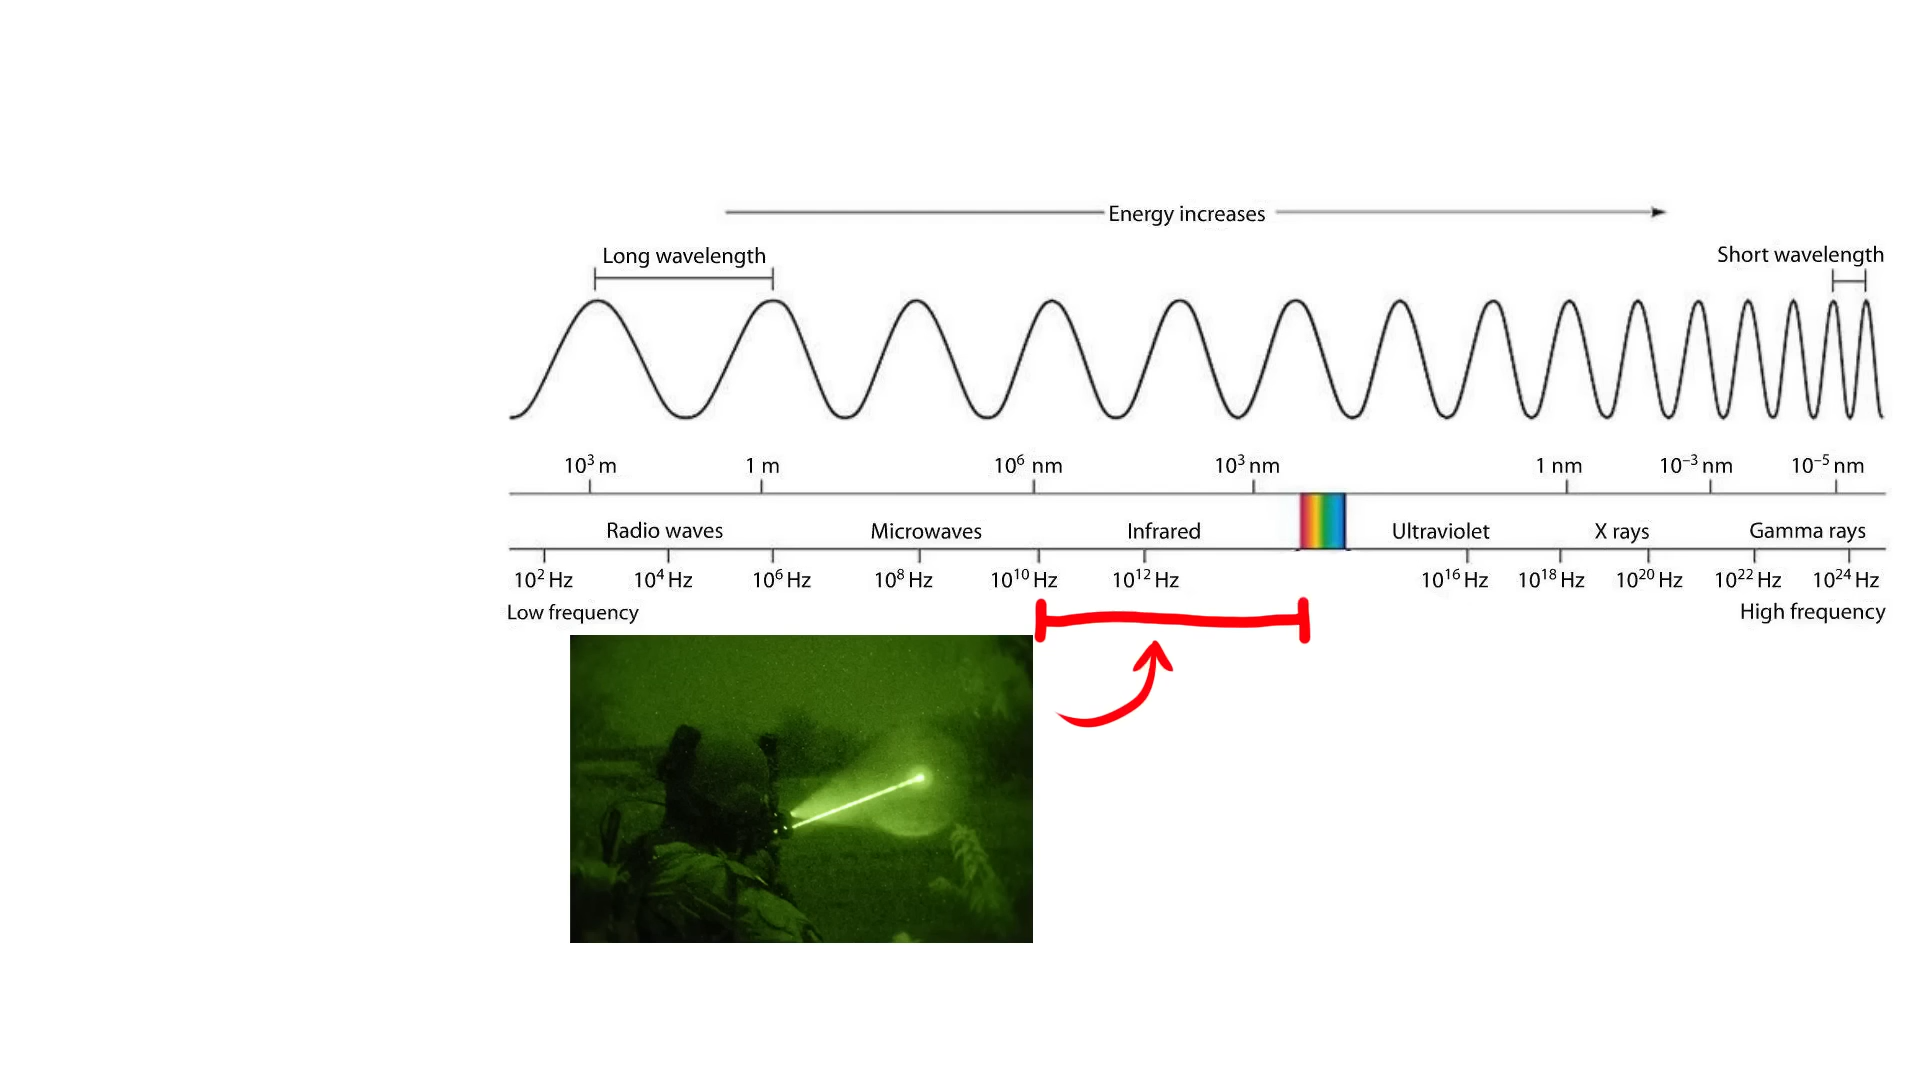 Energy increases
Long wavelength
Short wavelength
10³ m 1 m 10⁶ nm 10³ nm 1 nm 10⁻³ nm 10⁻⁵ nm
Radio waves Microwaves Infrared Ultraviolet X rays Gamma rays
10² Hz 10⁴ Hz 10⁶ Hz 10⁸ Hz 10¹⁰ Hz 10¹² Hz 10¹⁶ Hz 10¹⁸ Hz 10²⁰ Hz 10²² Hz 10²⁴ Hz
Low frequency High frequency